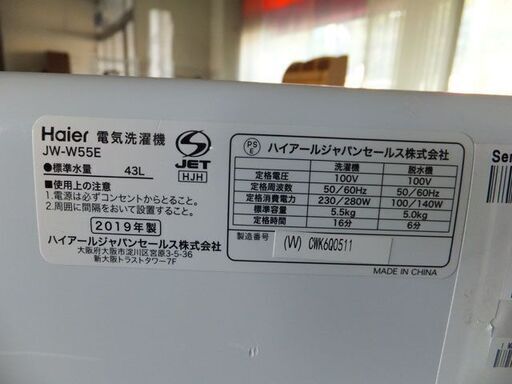 Haier 電気洗濯機
JW-W55E
●標準水量 43L
JET
HJH
■使用上の注意
1.電源は必ずコンセントからとること。
2.周囲に間隔をおいて設置すること。
2019年製
ハイアールジャパンセールス株式会社
大阪府大阪市淀川区宮原3-5-36
新大阪トラストタワー7F
PS E ハイアールジャパンセールス株式会社
洗濯機 脱水機
定格電圧 100V 100V
定格周波数 50/60Hz 50/60Hz
定格消費電力 230/280W 100/140W
標準容量 5.5kg 5.0kg
定格時間 16分 6分
製造番号 (W) CWK6Q0511
MADE IN CHINA
Ser